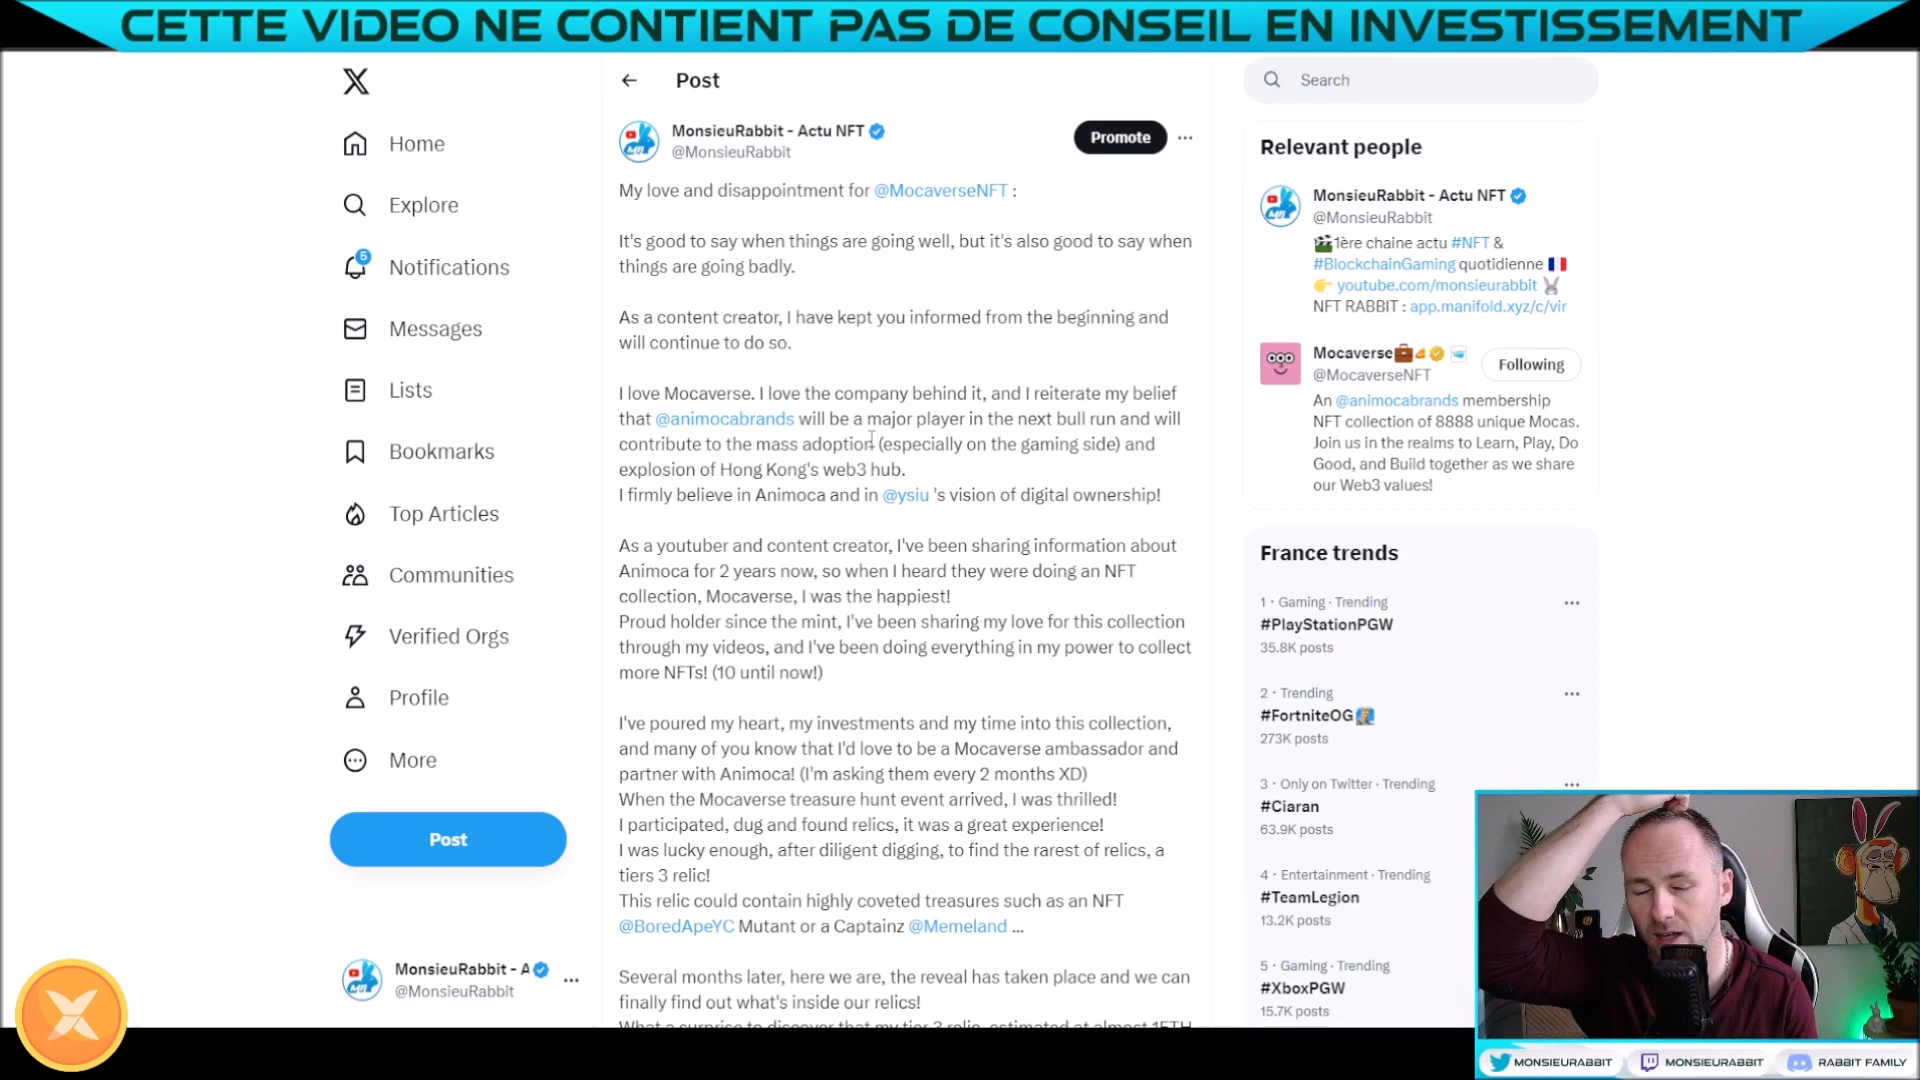 CETTE VIDEO NE CONTIENT PAS DE CONSEIL EN INVESTISSEMENT
Home
Explore
5
Notifications
Messages
Lists
Bookmarks
Top Articles
Communities
Verified Orgs
Profile
More
Post
MonsieuRabbit - A
@MonsieuRabbit
Post
MonsieuRabbit - Actu NFT
@MonsieuRabbit
Promote
My love and disappointment for @MocaverseNFT :
It's good to say when things are going well, but it's also good to say when
things are going badly.
As a content creator, I have kept you informed from the beginning and
will continue to do so.
I love Mocaverse. I love the company behind it, and I reiterate my belief
that @animocabrands will be a major player in the next bull run and will
contribute to the mass adoption (especially on the gaming side) and
explosion of Hong Kong's web3 hub.
I firmly believe in Animoca and in @ysiu 's vision of digital ownership!
As a youtuber and content creator, I've been sharing information about
Animoca for 2 years now, so when I heard they were doing an NFT
collection, Mocaverse, I was the happiest!
Proud holder since the mint, I've been sharing my love for this collection
through my videos, and I've been doing everything in my power to collect
more NFTs! (10 until now!)
I've poured my heart, my investments and my time into this collection,
and many of you know that I'd love to be a Mocaverse ambassador and
partner with Animoca! (I'm asking them every 2 months XD)
When the Mocaverse treasure hunt event arrived, I was thrilled!
I participated, dug and found relics, it was a great experience!
I was lucky enough, after diligent digging, to find the rarest of relics, a
tiers 3 relic!
This relic could contain highly coveted treasures such as an NFT
@BoredApeYC Mutant or a Captainz @Memeland ...
Several months later, here we are, the reveal has taken place and we can
finally find out what's inside our relics!
What a surprise to discover that my tier 3 relic, estimated at almost 1ETH
Search
Relevant people
MonsieuRabbit - Actu NFT
@MonsieuRabbit
1ère chaine actu #NFT &
#BlockchainGaming quotidienne
youtube.com/monsieurabbit
NFT RABBIT : app.manifold.xyz/c/vir
Mocaverse
@MocaverseNFT
Following
An @animocabrands membership
NFT collection of 8888 unique Mocas.
Join us in the realms to Learn, Play, Do
Good, and Build together as we share
our Web3 values!
France trends
1 · Gaming · Trending
#PlayStationPGW
35.8K posts
2 · Trending
#FortniteOG
273K posts
3 · Only on Twitter · Trending
#Ciaran
63.9K posts
4 · Entertainment · Trending
#TeamLegion
13.2K posts
5 · Gaming · Trending
#XboxPGW
15.7K posts
MONSIEURABBIT
MONSIEURABBIT
RABBIT FAMILY